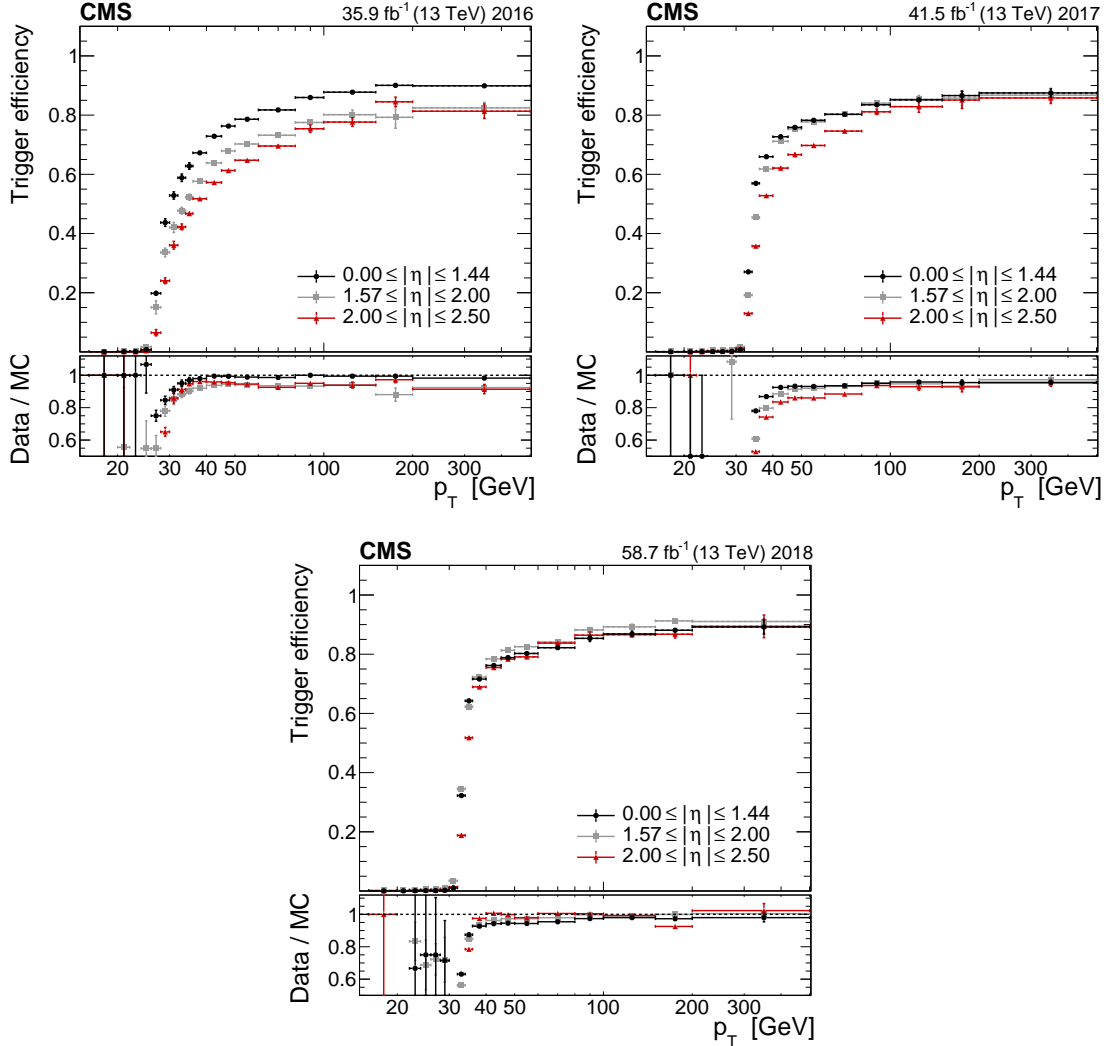 CMS 35.9 fb⁻¹ (13 TeV) 2016
Trigger efficiency
1
0.8
0.6
0.4
0.2
0.00 ≤ |η| ≤ 1.44
1.57 ≤ |η| ≤ 2.00
2.00 ≤ |η| ≤ 2.50
Data / MC
1
0.8
0.6
20 30 40 50 100 200 300
p_T [GeV]
CMS 41.5 fb⁻¹ (13 TeV) 2017
Trigger efficiency
1
0.8
0.6
0.4
0.2
0.00 ≤ |η| ≤ 1.44
1.57 ≤ |η| ≤ 2.00
2.00 ≤ |η| ≤ 2.50
Data / MC
1
0.8
0.6
20 30 40 50 100 200 300
p_T [GeV]
CMS 58.7 fb⁻¹ (13 TeV) 2018
Trigger efficiency
1
0.8
0.6
0.4
0.2
0.00 ≤ |η| ≤ 1.44
1.57 ≤ |η| ≤ 2.00
2.00 ≤ |η| ≤ 2.50
Data / MC
1
0.8
0.6
20 30 40 50 100 200 300
p_T [GeV]